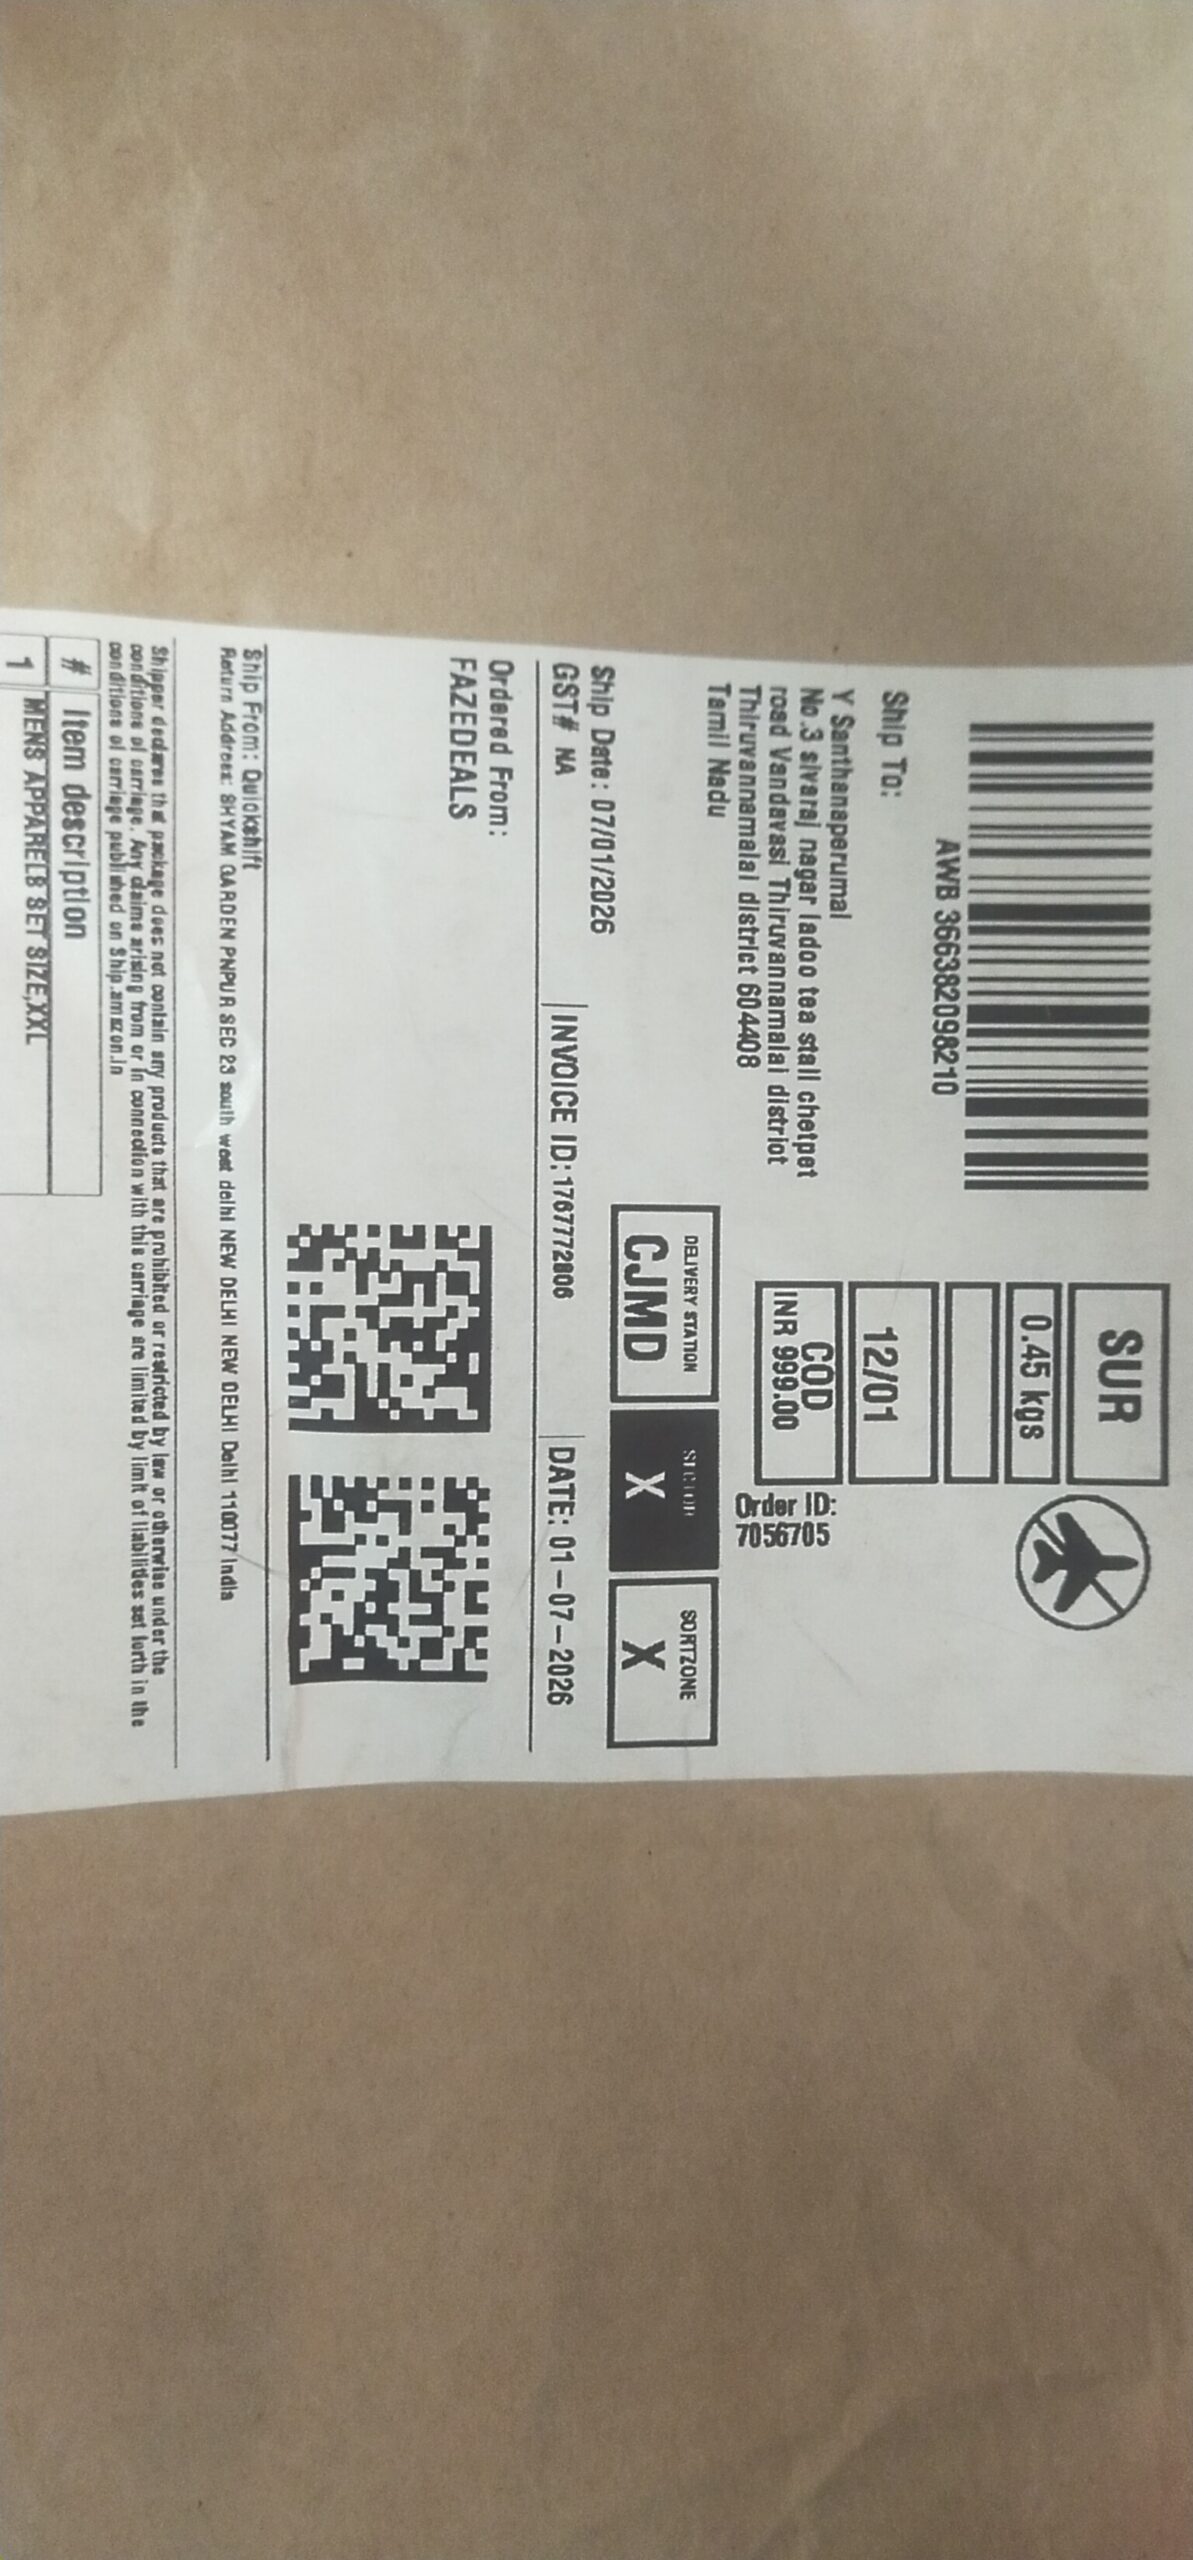 SUR
0.45 kgs
12/01
COD
INR 999.00
AWB 366382098210
Ship To:
Y Santhanaperumal
No.3 sivaraj nagar ladoo tea stall chetpet
road Vandavasi Thiruvannamalai district
Thiruvannamalai district 604408
Tamil Nadu
Order ID:
7056705
DELIVERY STATION
CJMD
SECTOR
X
SORTZONE
X
Ship Date: 07/01/2026
GST# NA
INVOICE ID: 1767772806
DATE: 01-07-2026
Ordered From:
FAZEDEALS
Ship From: Quickshift
Return Address: SHYAM GARDEN PNPUR SEC 23 south west delhi NEW DELHI NEW DELHI Delhi 110077 India
Shipper declares that package does not contain any products that are prohibited or restricted by law or otherwise under the
conditions of carriage. Any claims arising from or in connection with this carriage are limited by limit of liabilities set forth in the
conditions of carriage published on Ship.amazon.in
# Item description
1 MENS APPARELS SET SIZE,XXL